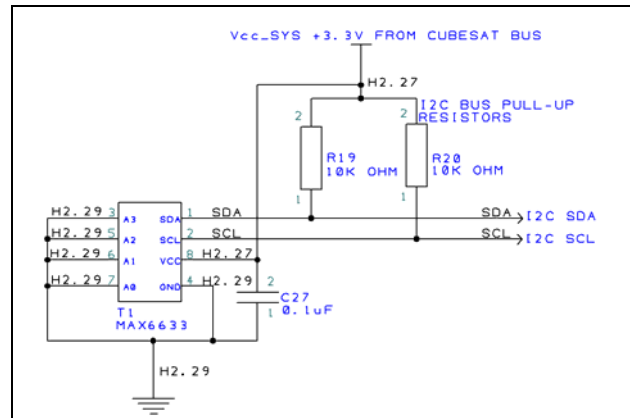 Vcc_SYS +3.3V FROM CUBESAT BUS
H2.27
2
2
I2C BUS PULL-UP
RESISTORS
R19
10K OHM
R20
10K OHM
1
1
H2.29 3 A3 SDA 1 SDA SDA I2C SDA
H2.29 5 A2 SCL 2 SCL SCL I2C SCL
H2.29 6 A1 VCC 8 H2.27
H2.29 7 A0 GND 4 H2.29
2
C27
1
0.1uF
T1
MAX6633
H2.29